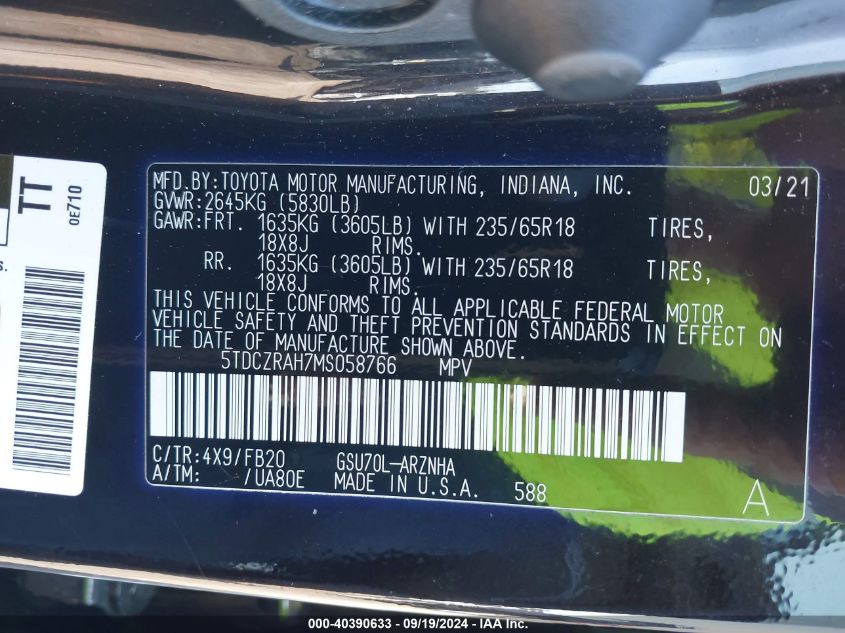 TT
0E710
s.
MFD.BY:TOYOTA MOTOR MANUFACTURING, INDIANA, INC. 03/21
GVWR:2645KG (5830LB)
GAWR:FRT. 1635KG (3605LB) WITH 235/65R18 TIRES,
18X8J RIMS.
RR. 1635KG (3605LB) WITH 235/65R18 TIRES,
18X8J RIMS.
THIS VEHICLE CONFORMS TO ALL APPLICABLE FEDERAL MOTOR
VEHICLE SAFETY AND THEFT PREVENTION STANDARDS IN EFFECT ON
THE DATE OF MANUFACTURE SHOWN ABOVE.
5TDCZRAH7MS058766 MPV
C/TR:4X9/FB20 GSU70L-ARZNHA
A/TM: /UA80E MADE IN U.S.A. 588 A
000-40390633 - 09/19/2024 - IAA Inc.